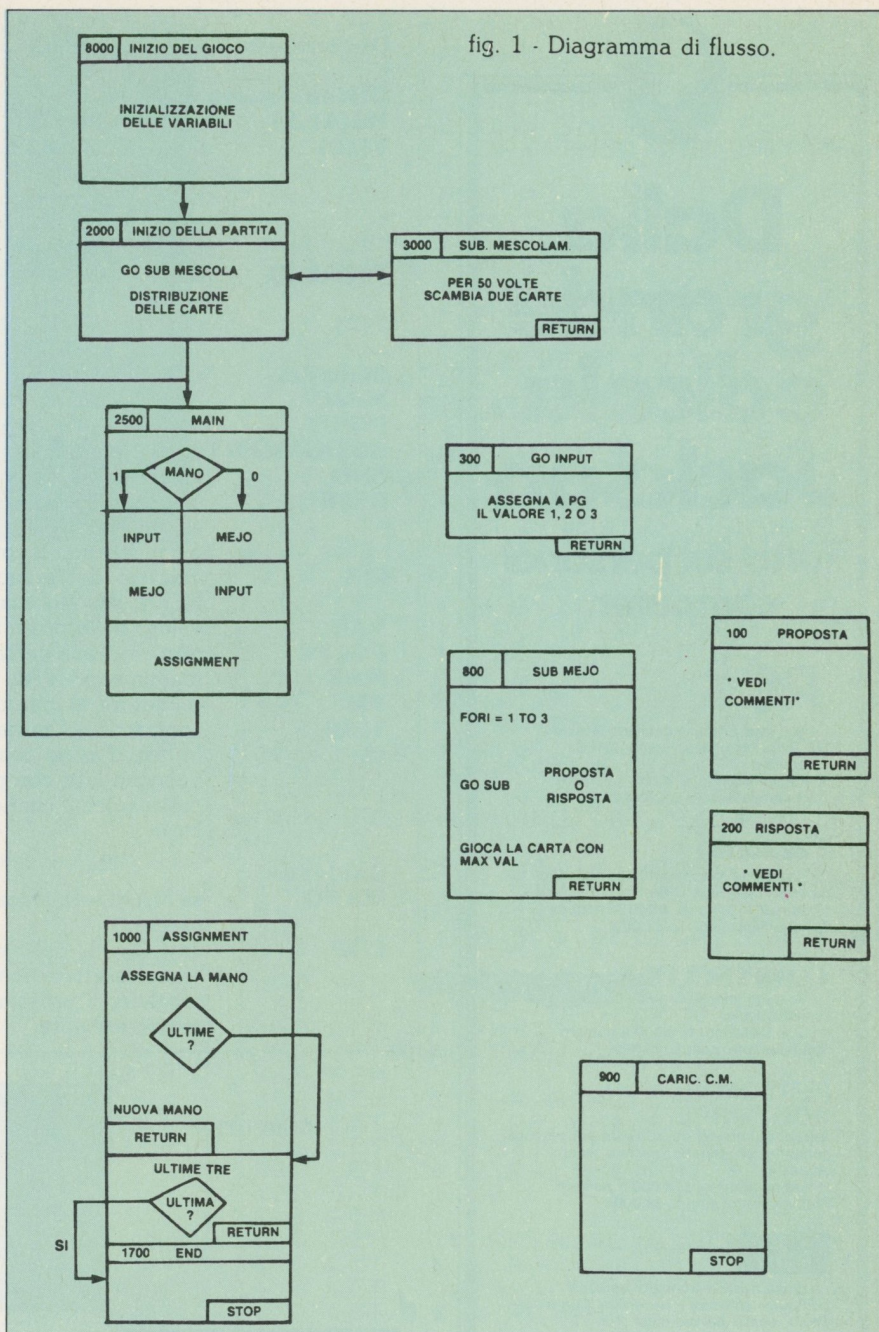 fig. 1 - Diagramma di flusso.
8000 INIZIO DEL GIOCO
INIZIALIZZAZIONE
DELLE VARIABILI
2000 INIZIO DELLA PARTITA
GO SUB MESCOLA
DISTRIBUZIONE
DELLE CARTE
3000 SUB. MESCOLAM.
PER 50 VOLTE
SCAMBIA DUE CARTE
RETURN
2500 MAIN
1 MANO 0
INPUT MEJO
MEJO INPUT
ASSIGNMENT
300 GO INPUT
ASSEGNA A PG
IL VALORE 1, 2 O 3
RETURN
800 SUB MEJO
FORI = 1 TO 3
GO SUB PROPOSTA
O
RISPOSTA
GIOCA LA CARTA CON
MAX VAL
RETURN
100 PROPOSTA
* VEDI
COMMENTI*
RETURN
200 RISPOSTA
* VEDI
COMMENTI *
RETURN
1000 ASSIGNMENT
ASSEGNA LA MANO
ULTIME
?
NUOVA MANO
RETURN
ULTIME TRE
ULTIMA
?
RETURN
SI
1700 END
STOP
900 CARIC. C.M.
STOP